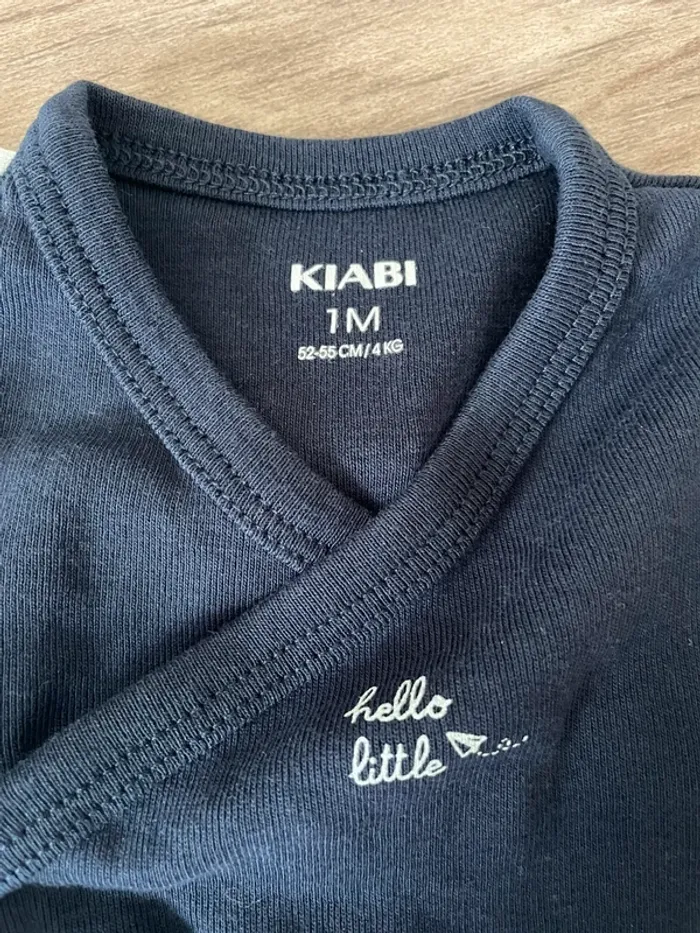 KIABI
1M
52-55 CM / 4 KG
hello
little